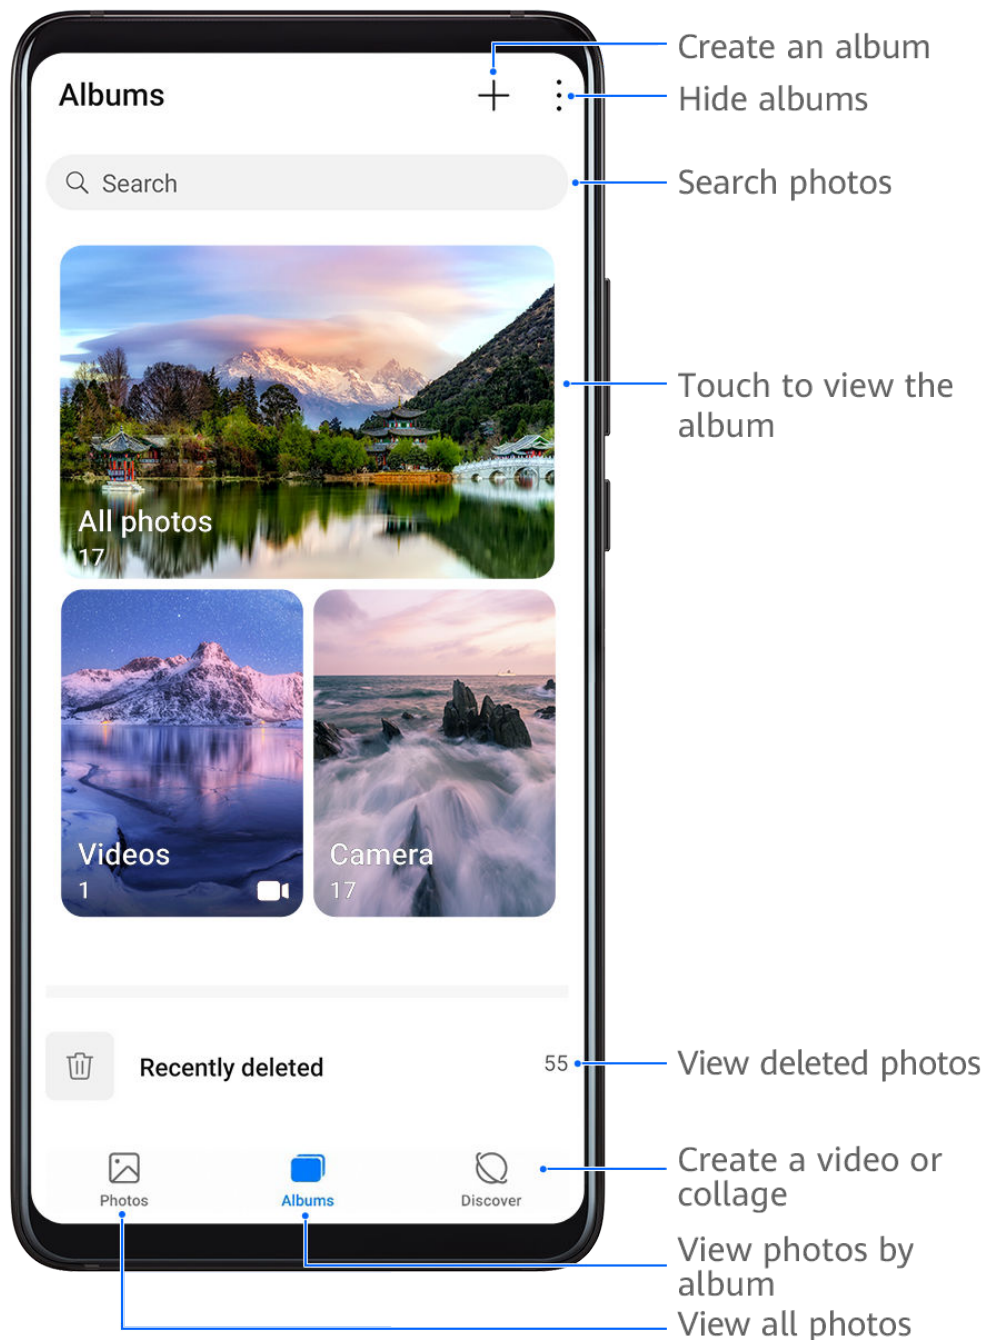 Albums
Create an album
Hide albums
Search
Search photos
All photos
17
Touch to view the
album
Videos
1
Camera
17
Recently deleted
55
View deleted photos
Photos
Albums
Discover
Create a video or
collage
View photos by
album
View all photos